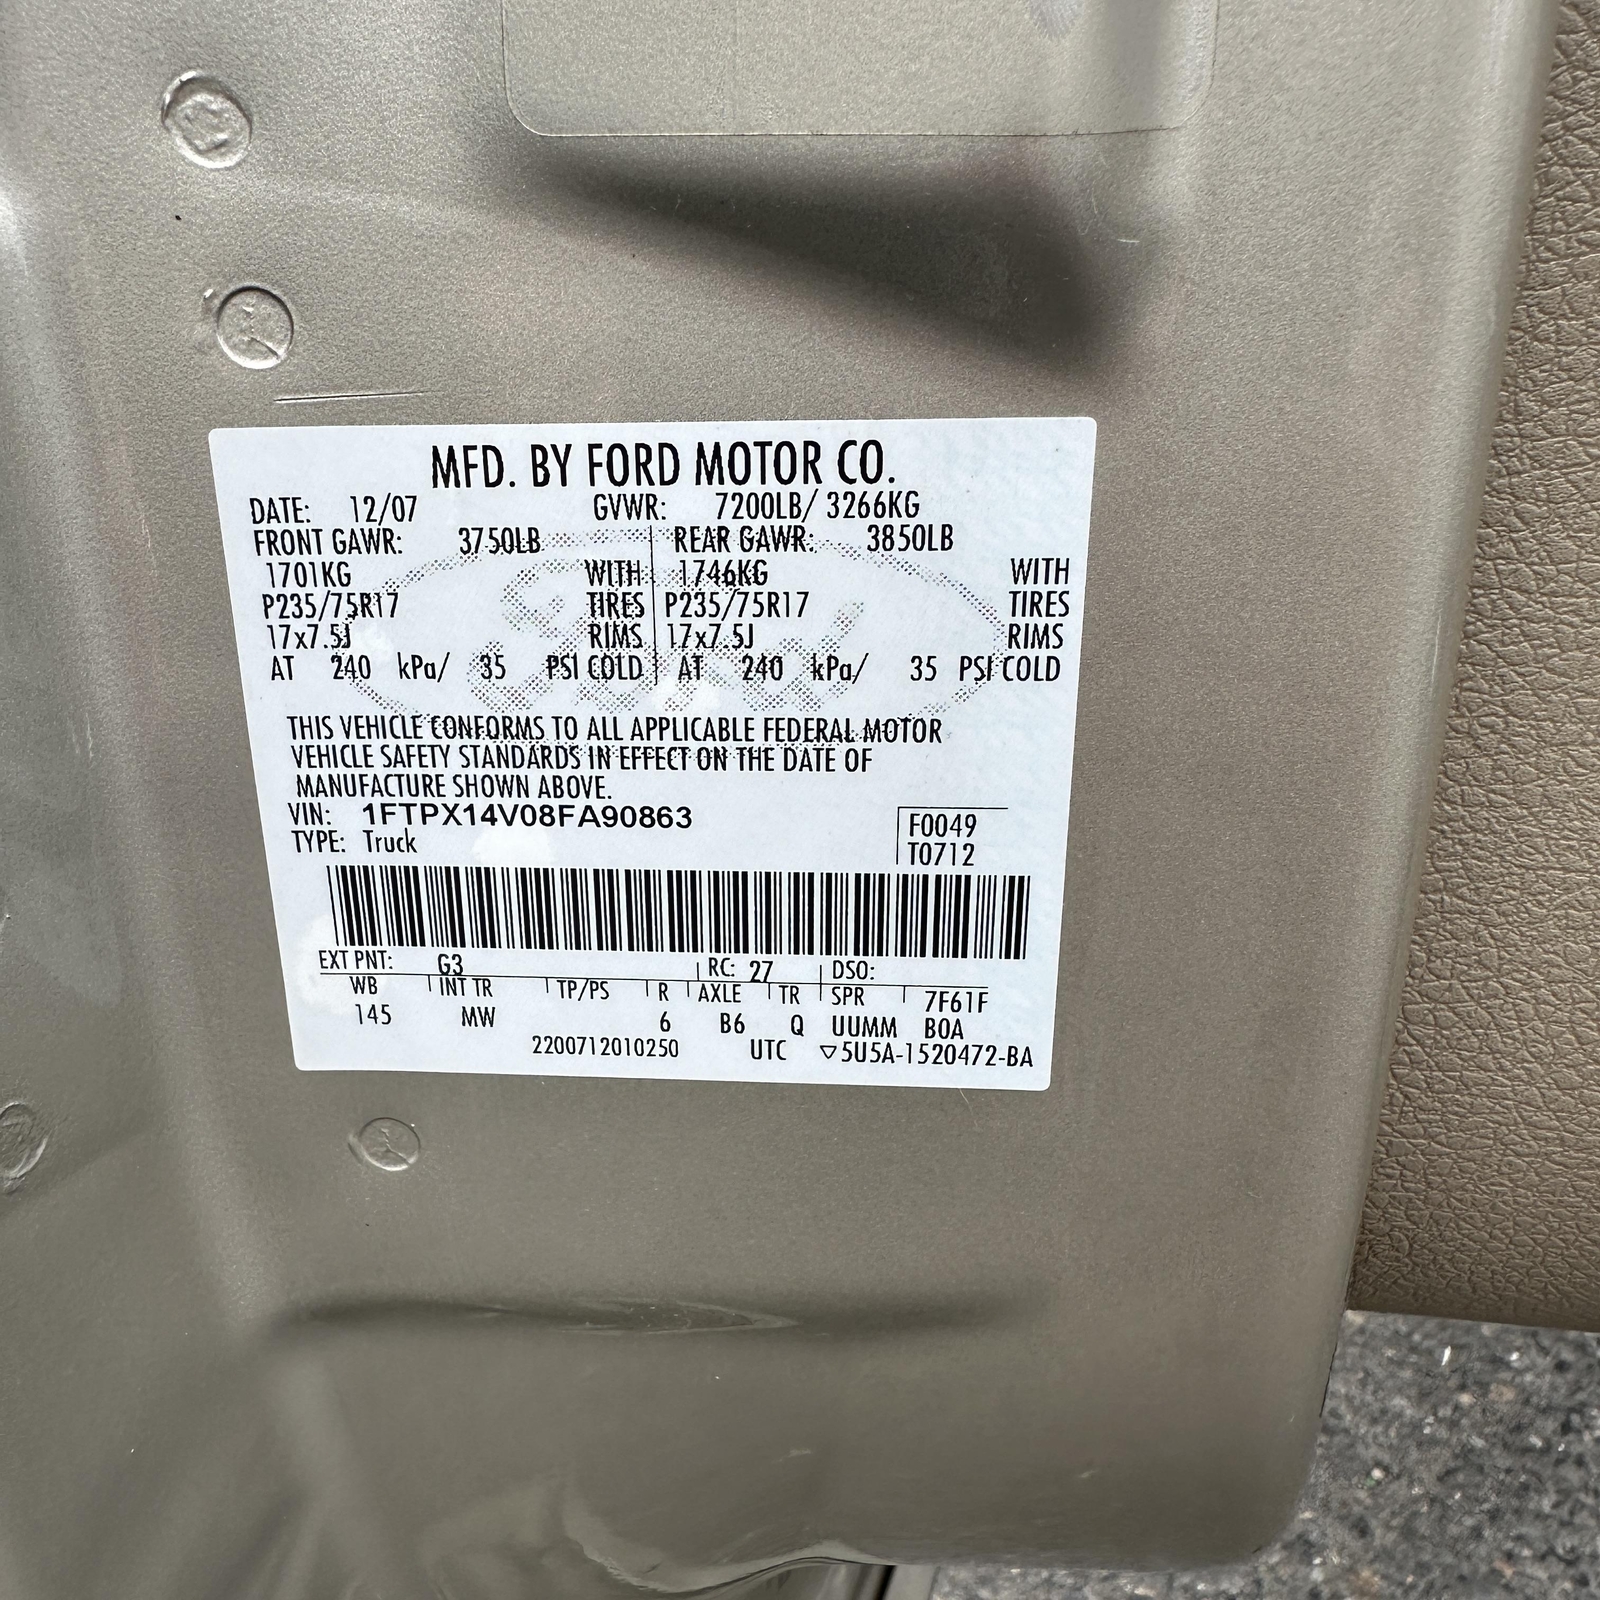 MFD. BY FORD MOTOR CO.
DATE: 12/07 GVWR: 7200LB/ 3266KG
FRONT GAWR: 3750LB REAR GAWR: 3850LB
1701KG WITH 1746KG WITH
P235/75R17 TIRES P235/75R17 TIRES
17x7.5J RIMS 17x7.5J RIMS
AT 240 kPa/ 35 PSI COLD AT 240 kPa/ 35 PSI COLD
Ford
THIS VEHICLE CONFORMS TO ALL APPLICABLE FEDERAL MOTOR
VEHICLE SAFETY STANDARDS IN EFFECT ON THE DATE OF
MANUFACTURE SHOWN ABOVE.
VIN: 1FTPX14V08FA90863 F0049
TYPE: Truck T0712
EXT PNT: G3 RC: 27 DSO:
WB INT TR TP/PS R AXLE TR SPR 7F61F
145 MW 6 B6 Q UUMM BOA
2200712010250 UTC ▽5U5A-1520472-BA